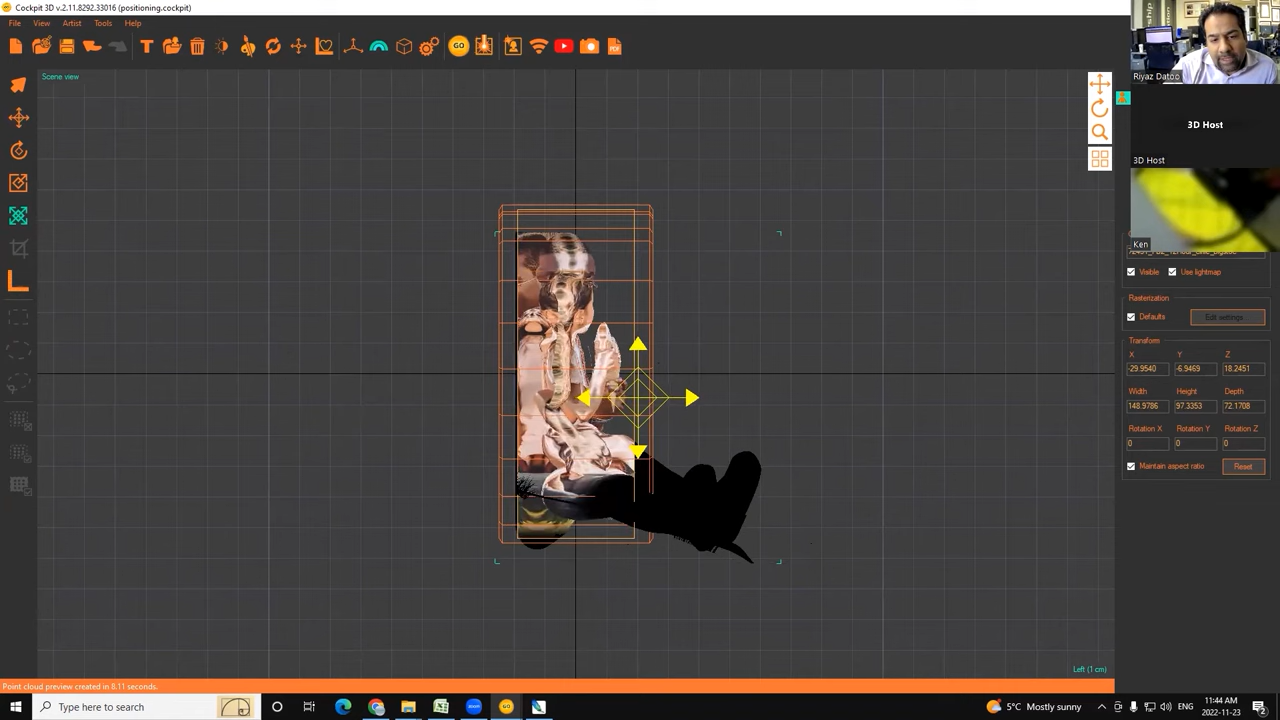 Cockpit 3D v.2.11.8292.33016 (positioning.cockpit)
File View Artist Tools Help
GO
PDF
Scene view
Riyaz Datoo
3D Host
3D Host
Ken
Visible Use lightmap
Rasterization
Defaults Edit settings...
Transform
X Y Z
-29.9540 -6.9469 18.2451
Width Height Depth
148.9786 97.3353 72.1708
Rotation X Rotation Y Rotation Z
0 0 0
Maintain aspect ratio Reset
Left (1 cm)
Point cloud preview created in 8.11 seconds.
Type here to search
zoom
GO
5°C Mostly sunny
ENG
11:44 AM
2022-11-23
2